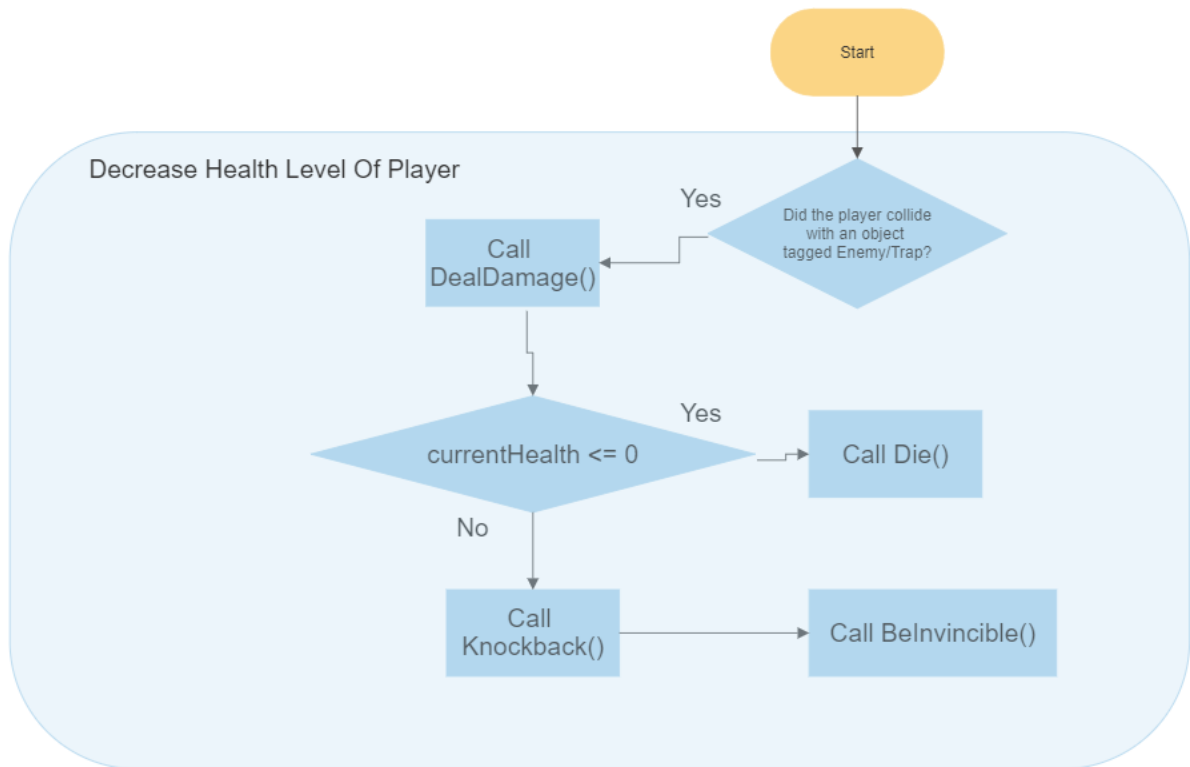 Start
Decrease Health Level Of Player
Did the player collide
with an object
tagged Enemy/Trap?
Yes
Call
DealDamage()
currentHealth <= 0
Yes
Call Die()
No
Call
Knockback()
Call BeInvincible()